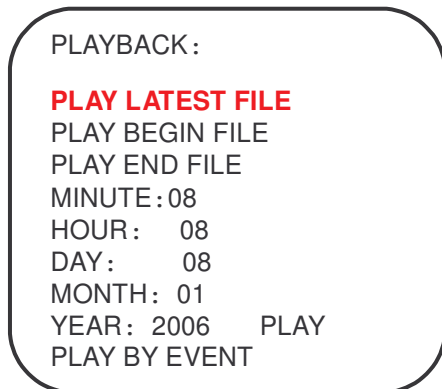 PLAYBACK:
PLAY LATEST FILE
PLAY BEGIN FILE
PLAY END FILE
MINUTE:08
HOUR: 08
DAY: 08
MONTH: 01
YEAR: 2006 PLAY
PLAY BY EVENT